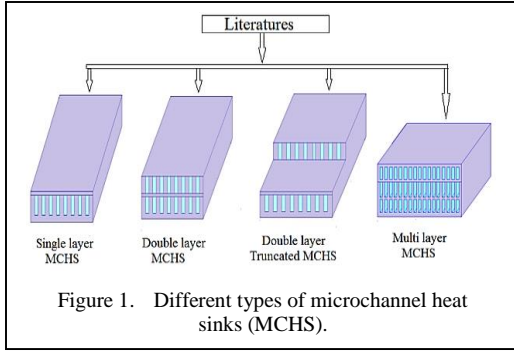 Literatures
Single layer
MCHS
Double layer
MCHS
Double layer
Truncated MCHS
Multi layer
MCHS
Figure 1. Different types of microchannel heat
sinks (MCHS).